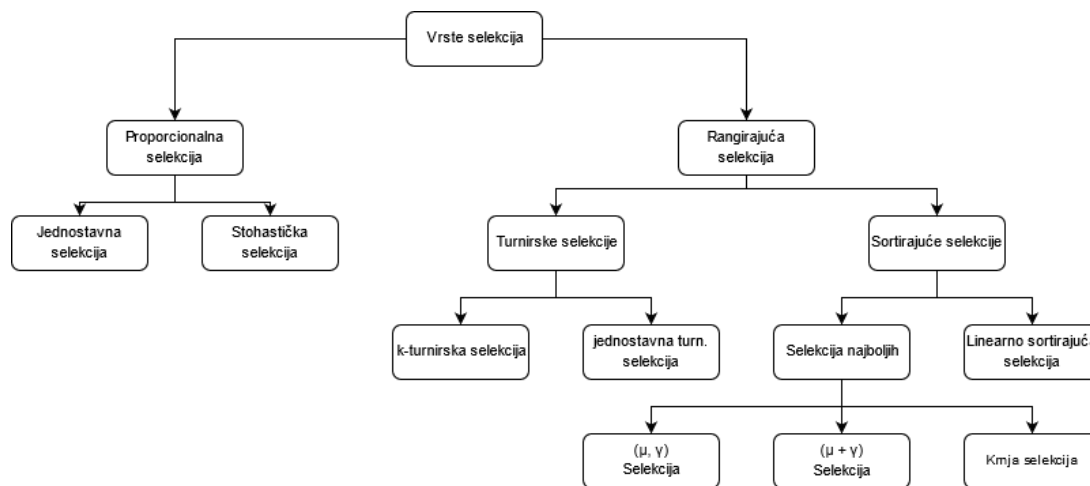 Vrste selekcija
Proporcionalna
selekcija
Rangirajuća
selekcija
Jednostavna
selekcija
Stohastička
selekcija
Turnirske selekcije
Sortirajuće selekcije
k-turnirska selekcija
jednostavna turn.
selekcija
Selekcija najboljih
Linearno sortirajuća
selekcija
(μ, γ)
Selekcija
(μ + γ)
Selekcija
Krnja selekcija